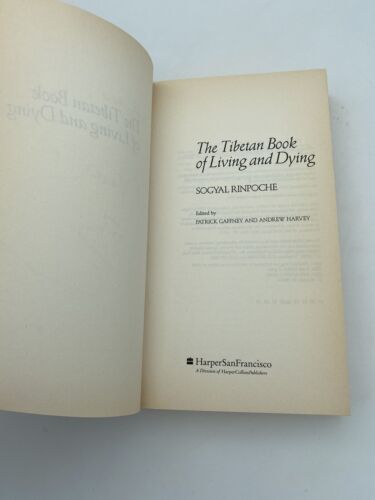 The Tibetan Book
of Living and Dying
SOGYAL RINPOCHE
Edited by
PATRICK GAFFNEY AND ANDREW HARVEY
HarperSanFrancisco
A Division of HarperCollinsPublishers